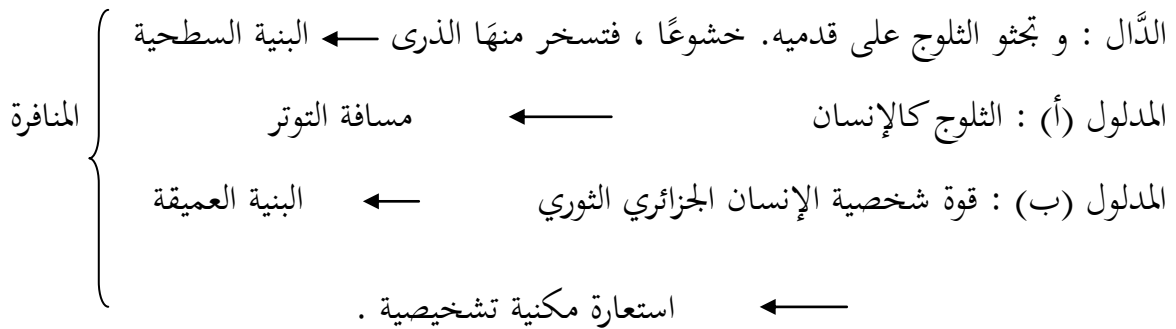 الدَّال : و تجثو الثلوج على قدميه. خشوعًا ، فتسخر منهَا الذرى ← البنية السطحية
المدلول (أ) : الثلوج كالإنسان ← مسافة التوتر
المنافرة
المدلول (ب) : قوة شخصية الإنسان الجزائري الثوري ← البنية العميقة
← استعارة مكنية تشخيصية .